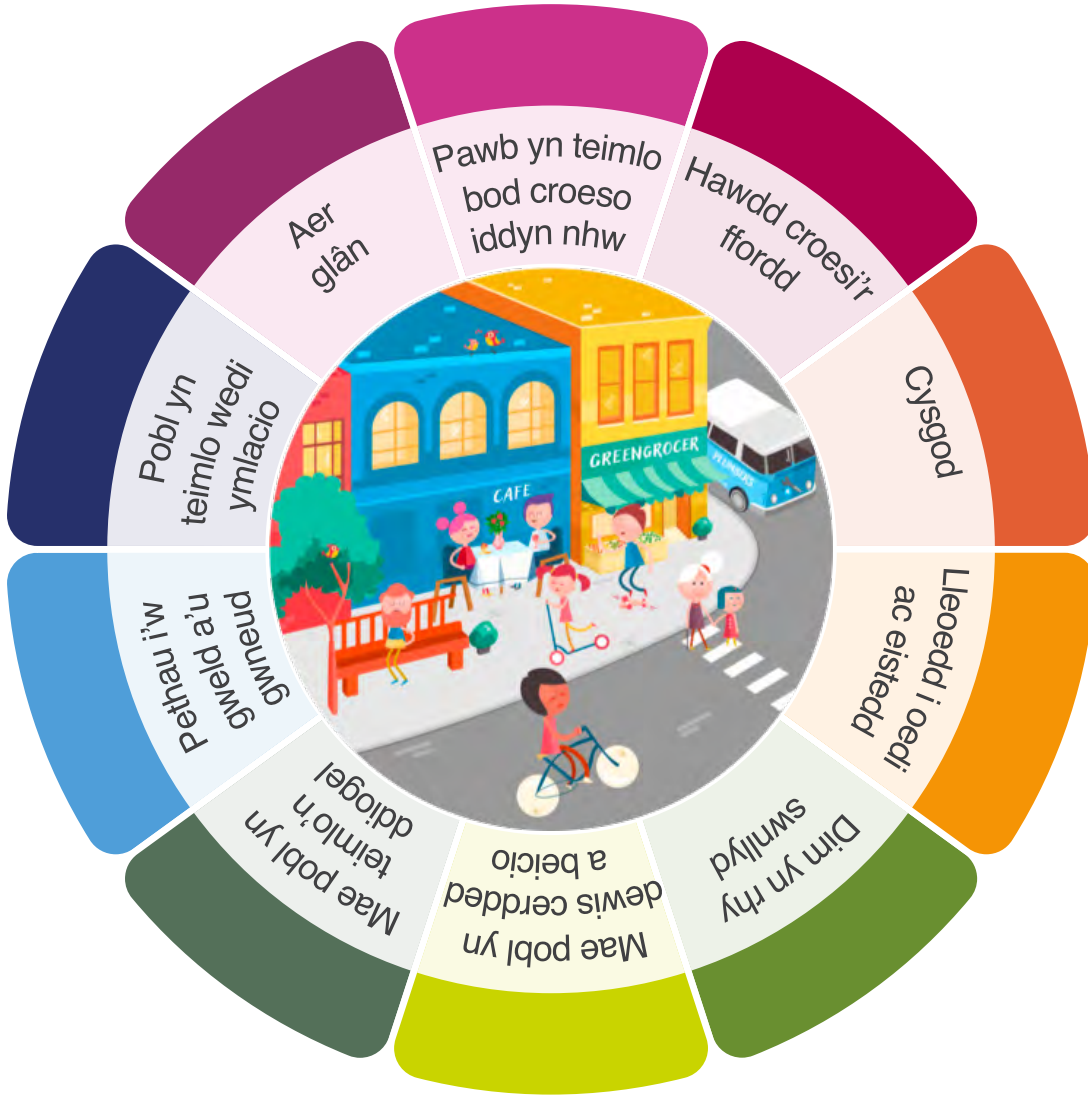 Pawb yn teimlo
bod croeso
iddyn nhw
Hawdd croesi'r
ffordd
Cysgod
Lleoedd i oedi
ac eistedd
Dim yn rhy
swnllyd
Mae pobl yn
dewis cerdded
a beicio
Mae pobl yn
teimlo'n
ddiogel
Pethau i'w
gweld a'u
gwneud
Pobl yn
teimlo wedi
ymlacio
Aer
glân
GREENGROCER
CAFE
PLUMBERS